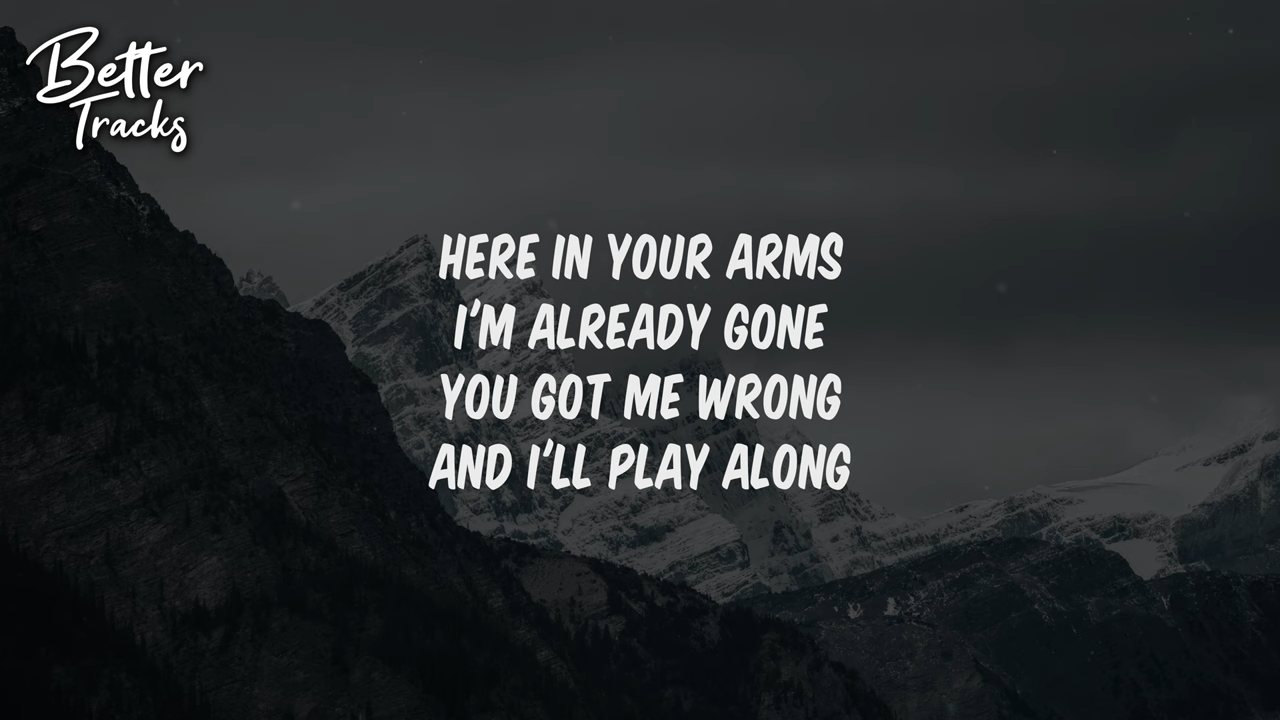 Better
Tracks
HERE IN YOUR ARMS
I'M ALREADY GONE
YOU GOT ME WRONG
AND I'LL PLAY ALONG